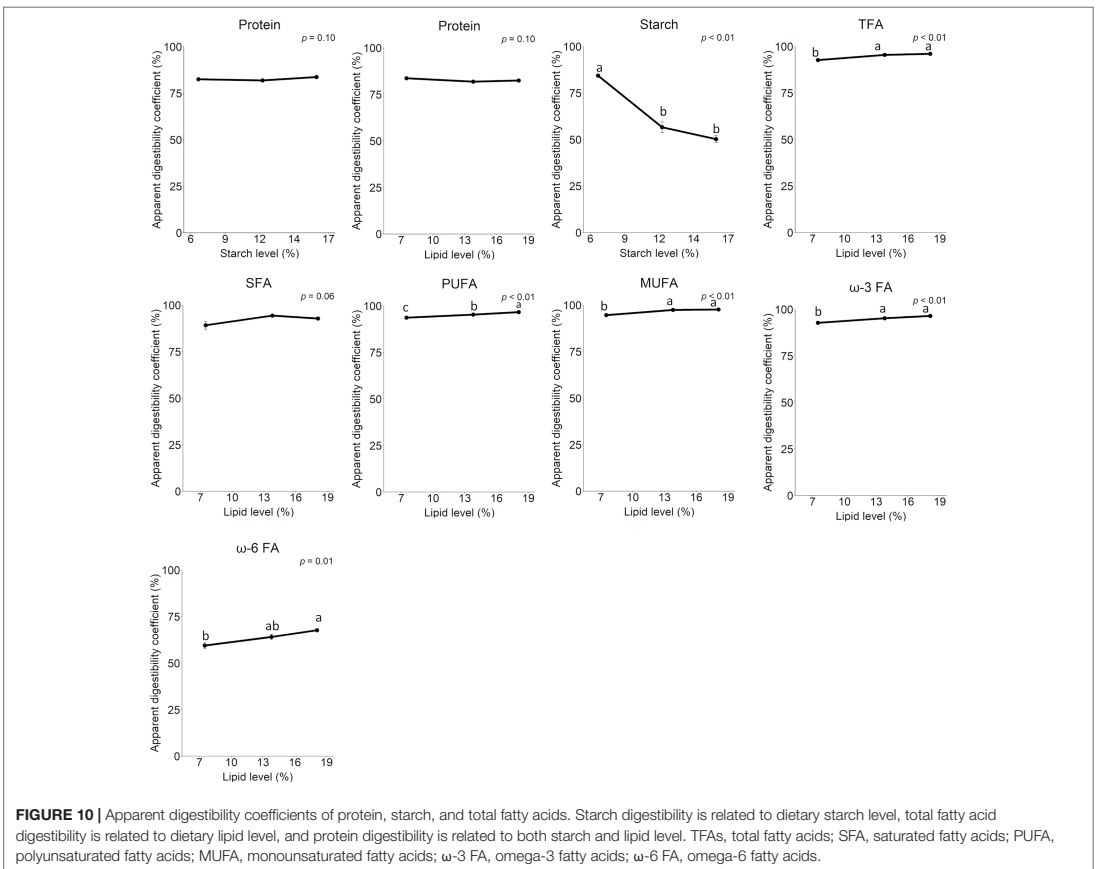 Protein
p = 0.10
Apparent digestibility coefficient (%)
100
75
50
25
0
6 9 12 14 17
Starch level (%)
Protein
p = 0.10
Apparent digestibility coefficient (%)
100
75
50
25
0
7 10 13 16 19
Lipid level (%)
Starch
p < 0.01
Apparent digestibility coefficient (%)
100
75
50
25
0
a
b
b
6 9 12 14 17
Starch level (%)
TFA
p < 0.01
Apparent digestibility coefficient (%)
100
75
50
25
0
b
a
a
7 10 13 16 19
Lipid level (%)
SFA
p = 0.06
Apparent digestibility coefficient (%)
100
75
50
25
0
7 10 13 16 19
Lipid level (%)
PUFA
p < 0.01
Apparent digestibility coefficient (%)
100
75
50
25
0
c
b
a
7 10 13 16 19
Lipid level (%)
MUFA
p < 0.01
Apparent digestibility coefficient (%)
100
75
50
25
0
b
a
a
7 10 13 16 19
Lipid level (%)
ω-3 FA
p < 0.01
Apparent digestibility coefficient (%)
100
75
50
25
0
b
a
a
7 10 13 16 19
Lipid level (%)
ω-6 FA
p = 0.01
Apparent digestibility coefficient (%)
100
75
50
25
0
b
ab
a
7 10 13 16 19
Lipid level (%)
FIGURE 10 | Apparent digestibility coefficients of protein, starch, and total fatty acids. Starch digestibility is related to dietary starch level, total fatty acid
digestibility is related to dietary lipid level, and protein digestibility is related to both starch and lipid level. TFAs, total fatty acids; SFA, saturated fatty acids; PUFA,
polyunsaturated fatty acids; MUFA, monounsaturated fatty acids; ω-3 FA, omega-3 fatty acids; ω-6 FA, omega-6 fatty acids.